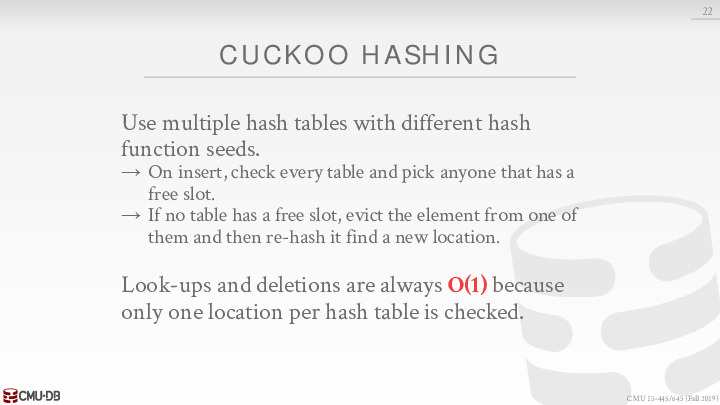 22
CUCKOO HASHING
Use multiple hash tables with different hash
function seeds.
→ On insert, check every table and pick anyone that has a
free slot.
→ If no table has a free slot, evict the element from one of
them and then re-hash it find a new location.
Look-ups and deletions are always O(1) because
only one location per hash table is checked.
CMU·DB
CMU 15-445/645 (Fall 2019)